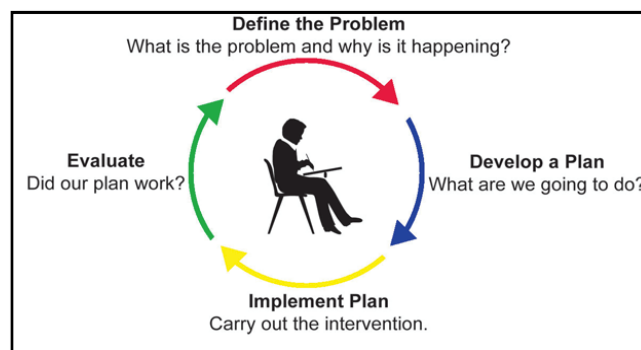 Define the Problem
What is the problem and why is it happening?
Evaluate
Did our plan work?
Develop a Plan
What are we going to do?
Implement Plan
Carry out the intervention.